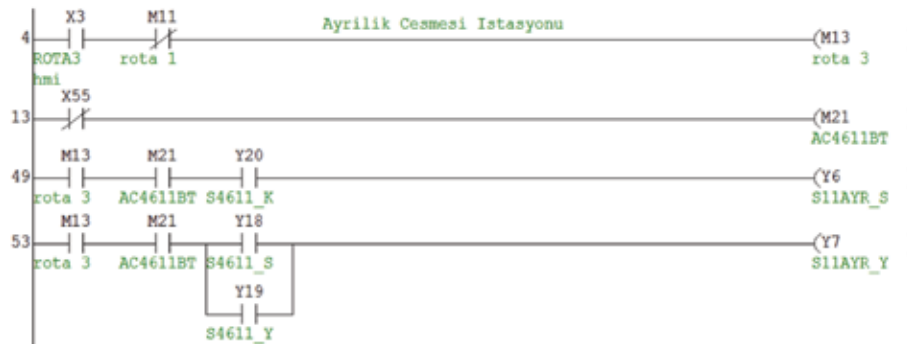 X3 M11 Ayrilik Cesmesi Istasyonu
4 (M13
ROTA3 rota 1 rota 3
hmi
X55
13 (M21
AC4611BT
M13 M21 Y20
49 (Y6
rota 3 AC4611BT S4611_K S11AYR_S
M13 M21 Y18
53 (Y7
rota 3 AC4611BT S4611_S S11AYR_Y
Y19
S4611_Y